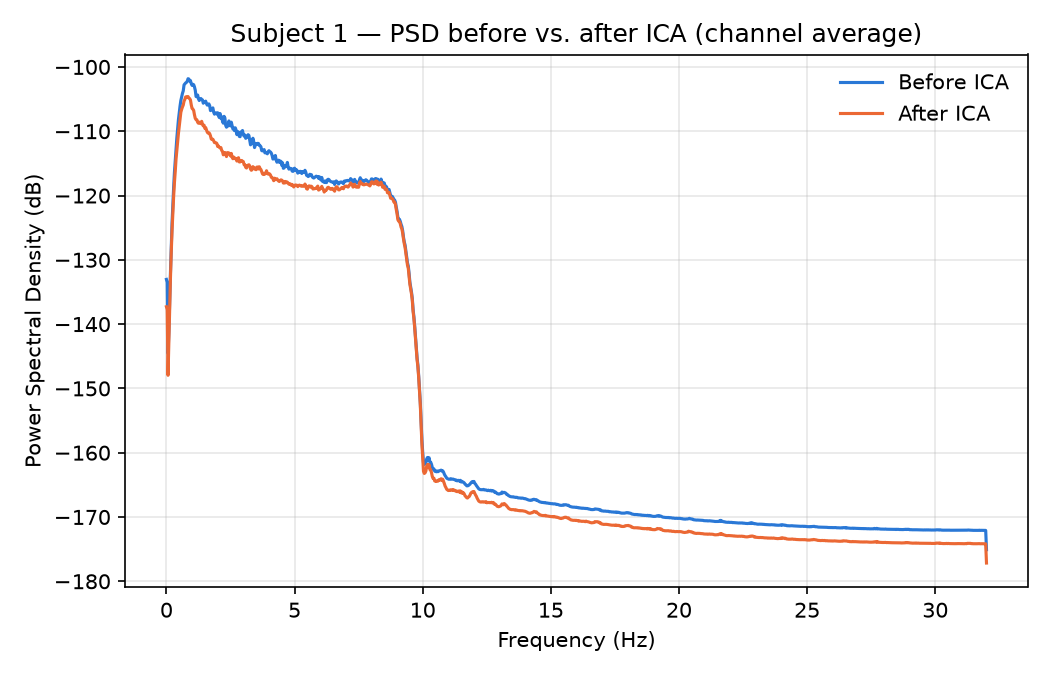 Subject 1 — PSD before vs. after ICA (channel average)
Before ICA
After ICA
Power Spectral Density (dB)
−100
−110
−120
−130
−140
−150
−160
−170
−180
0 5 10 15 20 25 30
Frequency (Hz)